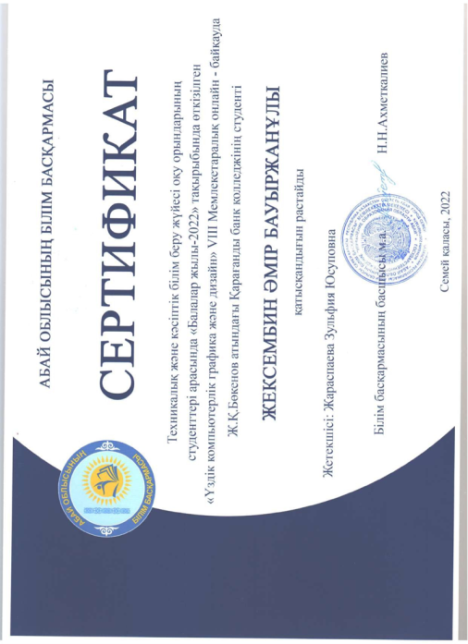 АБАЙ ОБЛЫСЫНЫҢ БІЛІМ БАСҚАРМАСЫ
АБАЙ ОБЛЫСЫНЫҢ
БІЛІМ БАСҚАРМАСЫ
СЕРТИФИКАТ
Техникалық және кәсіптік білім беру жүйесі оқу орындарының
студенттері арасында «Балалар жылы-2022» тақырыбында өткізілген
«Үздік компьютерлік графика және дизайн» VIII Мемлекетаралық онлайн - байқауда
Ж.Қ.Бөкенов атындағы Қарағанды банк колледжінің студенті
ЖЕКСЕМБИН ӘМІР БАУЫРЖАНҰЛЫ
қатысқандығын растайды
Жетекшісі: Жараспаева Зульфия Юсуповна
Білім басқармасының басшысы м.а. Н.Н.Ахметкалиев
Семей қаласы, 2022